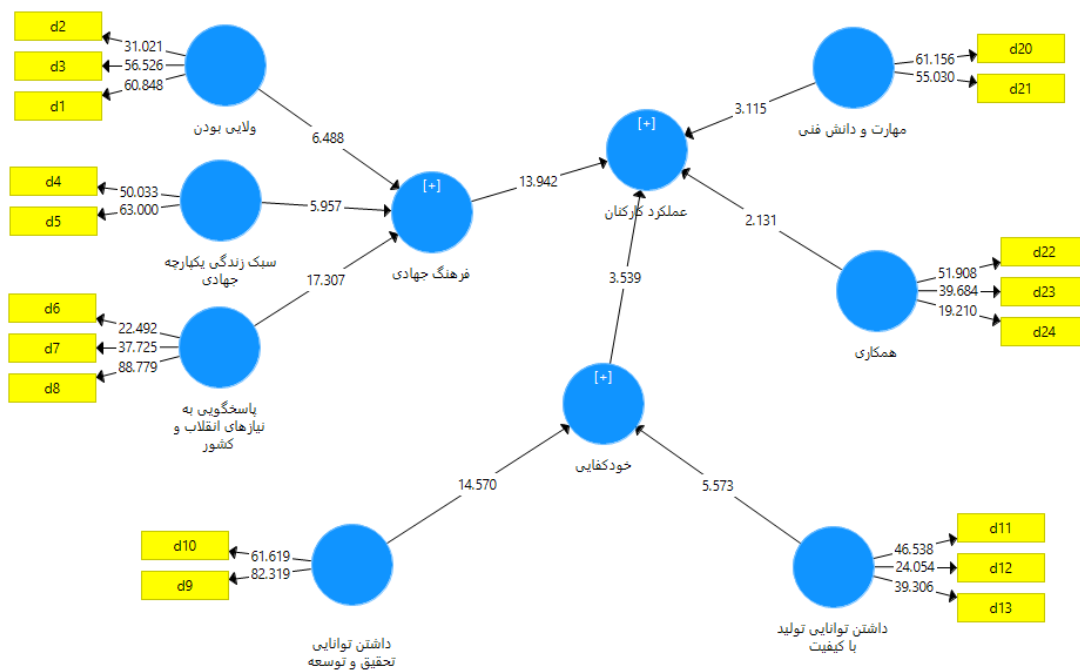 d2
31.021
d3
56.526
d1
60.848
ولایی بودن
6.488
d4
50.033
d5
63.000
سبک زندگی یکپارچه
جهادی
5.957
d6
22.492
d7
37.725
d8
88.779
پاسخگویی به
نیازهای انقلاب و
کشور
17.307
[+]
فرهنگ جهادی
13.942
[+]
عملکرد کارکنان
d20
61.156
d21
55.030
مهارت و دانش فنی
3.115
2.131
d22
51.908
d23
39.684
d24
19.210
همکاری
3.539
[+]
خودکفایی
14.570
5.573
d10
61.619
d9
82.319
داشتن توانایی
تحقیق و توسعه
d11
46.538
d12
24.054
d13
39.306
داشتن توانایی تولید
با کیفیت